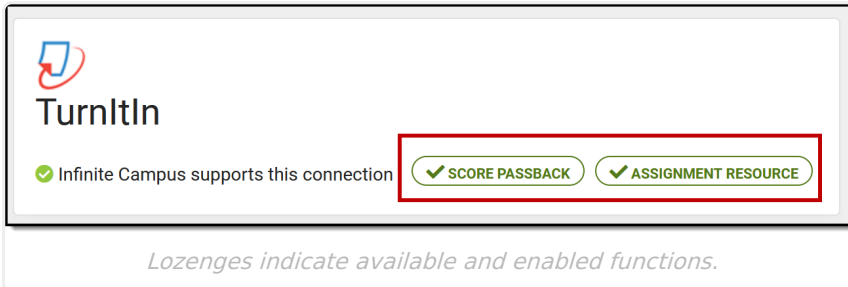 TurnItIn
Infinite Campus supports this connection SCORE PASSBACK ASSIGNMENT RESOURCE
Lozenges indicate available and enabled functions.